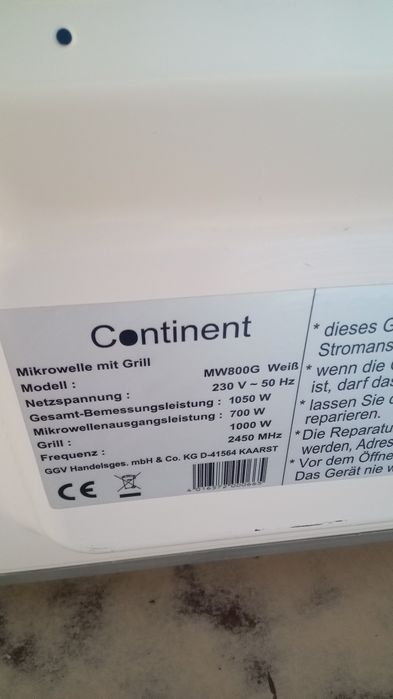 Continent
Mikrowelle mit Grill
Modell : MW800G Weiß
Netzspannung : 230 V ~ 50 Hz
Gesamt-Bemessungsleistung : 1050 W
Mikrowellenausgangsleistung : 700 W
Grill : 1000 W
Frequenz : 2450 MHz
GGV Handelsges. mbH & Co. KG D-41564 KAARST
CE
* dieses G
Stromans
* wenn die
ist, darf das
* lassen Sie
reparieren.
* Die Reparatu
werden, Adres
* Vor dem Öffne
Das Gerät nie w